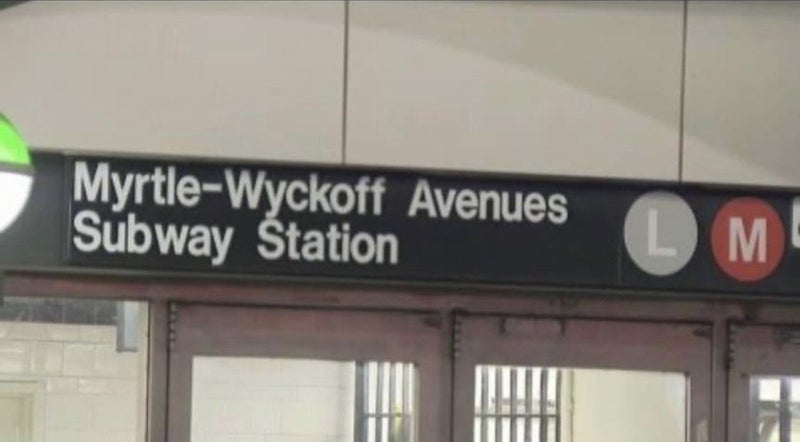 Myrtle-Wyckoff Avenues
Subway Station
L M